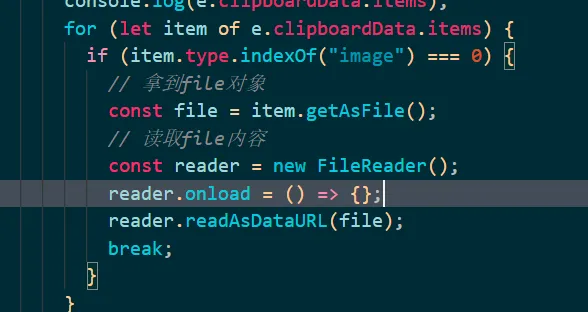 console.log(e.clipboardData.items);
for (let item of e.clipboardData.items) {
if (item.type.indexOf("image") === 0) {
// 拿到file对象
const file = item.getAsFile();
// 读取file内容
const reader = new FileReader();
reader.onload = () => {};
reader.readAsDataURL(file);
break;
}
}